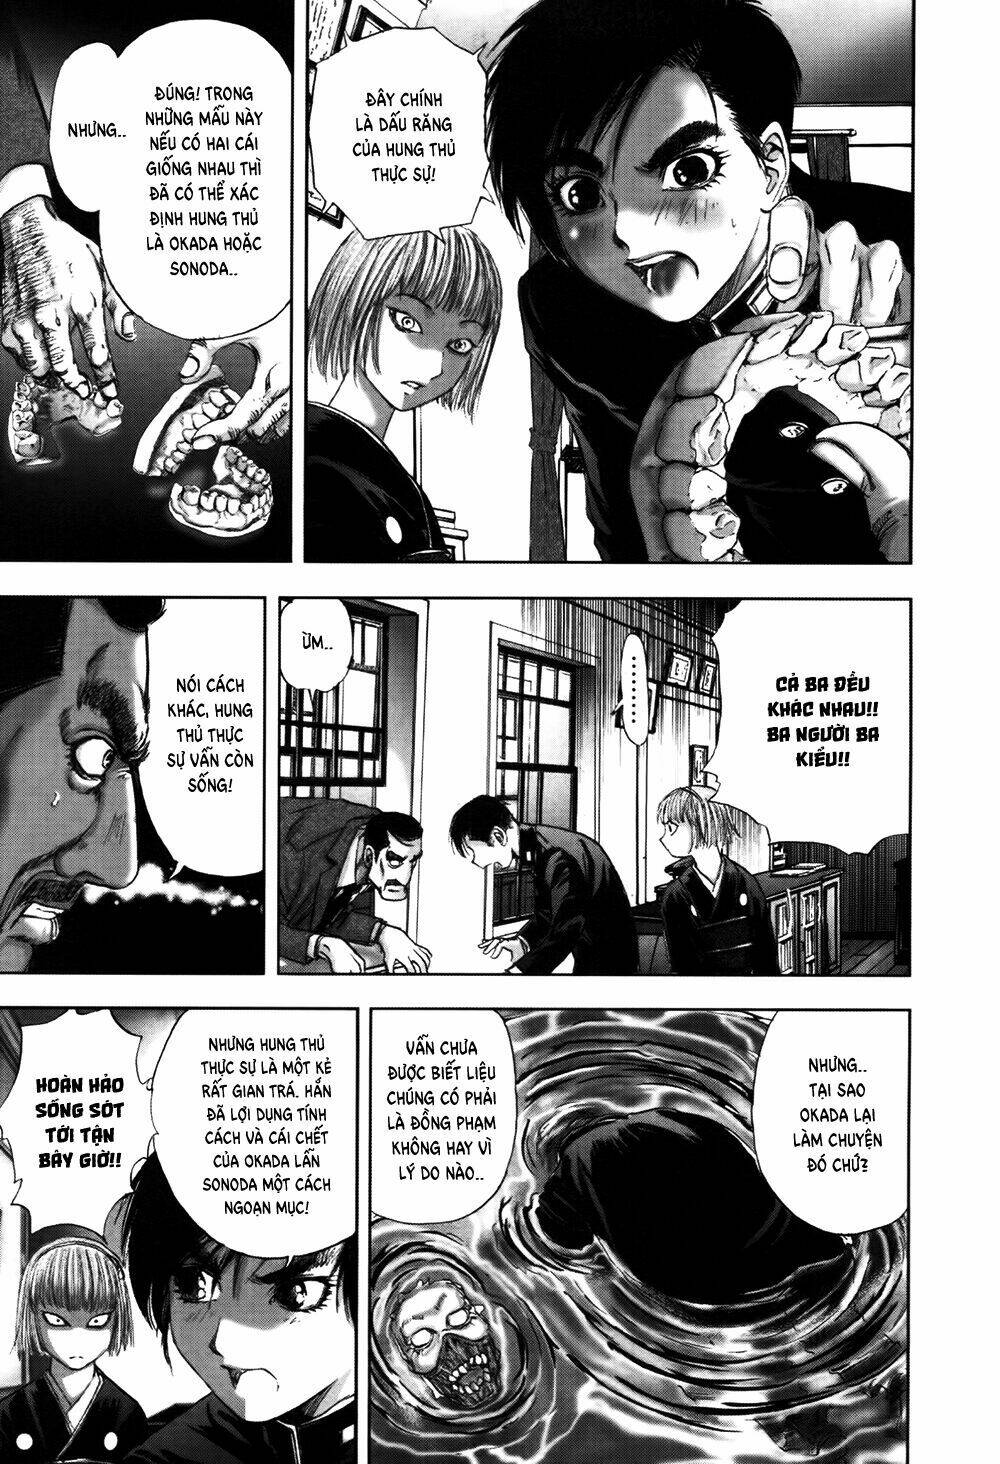 ĐÂY CHÍNH
LÀ DẤU RĂNG
CỦA HUNG THỦ
THỰC SỰ!
ĐÚNG! TRONG
NHỮNG MẪU NÀY
NẾU CÓ HAI CÁI
GIỐNG NHAU THÌ
ĐÃ CÓ THỂ XÁC
ĐỊNH HUNG THỦ
LÀ OKADA HOẶC
SONODA..
NHƯNG..
CẢ BA ĐỀU
KHÁC NHAU!!
BA NGƯỜI BA
KIỂU!!
.........
ỪM..
NÓI CÁCH
KHÁC, HUNG
THỦ THỰC
SỰ VẪN CÒN
SỐNG!
NHƯNG..
TẠI SAO
OKADA LẠI
LÀM CHUYỆN
ĐÓ CHỨ?
VẪN CHƯA
ĐƯỢC BIẾT LIỆU
CHÚNG CÓ PHẢI
LÀ ĐỒNG PHẠM
KHÔNG HAY VÌ
LÝ DO NÀO..
NHƯNG HUNG THỦ
THỰC SỰ LÀ MỘT KẺ
RẤT GIAN TRÁ. HẮN
ĐÃ LỢI DỤNG TÍNH
CÁCH VÀ CÁI CHẾT
CỦA OKADA LẪN
SONODA MỘT CÁCH
NGOẠN MỤC!
HOÀN HẢO
SỐNG SÓT
TỚI TẬN
BÂY GIỜ!!